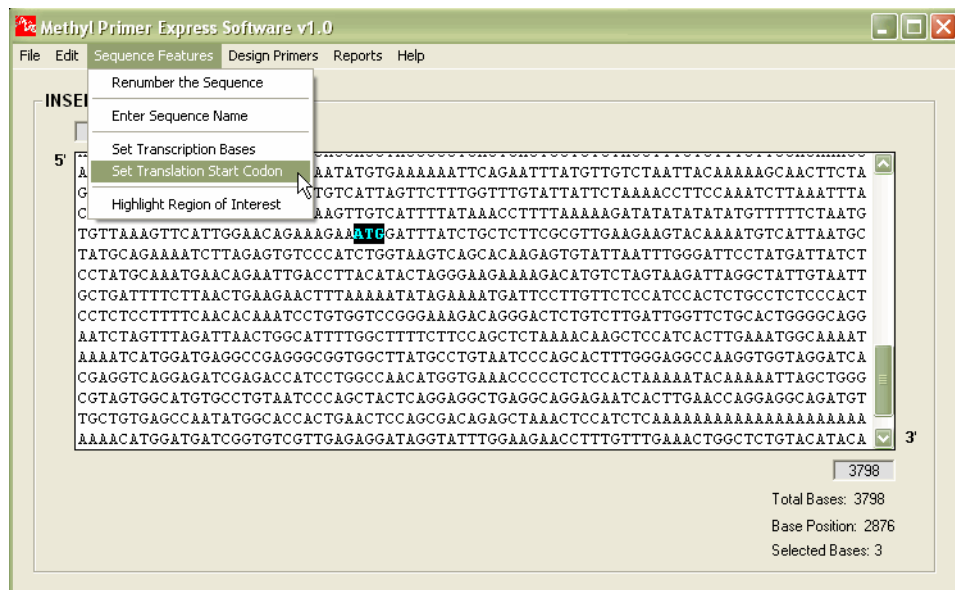 Methyl Primer Express Software v1.0
File Edit Sequence Features Design Primers Reports Help
Renumber the Sequence
INSE
Enter Sequence Name
Set Transcription Bases
5'
Set Translation Start Codon
AATATGTGAAAAAATTCAGAATTTATGTTGTCTAATTACAAAAAGCAACTTCTA
TGTCATTAGTTCTTTGGTTTGTATTATTCTAAAACCTTCCAAATCTTAAATTTA
Highlight Region of Interest
AAGTTGTCATTTTATAAACCTTTTTAAAAAGATATATATATATGTTTTTCTAATG
TGTTAAAGTTCATTGGAACAGAAAGAAATGGATTTATCTGCTCTTCGCGTTGAAGAAGTACAAAATGTCATTAATGC
TATGCAGAAAATCTTAGAGTGTCCCATCTGGTAAGTCAGCACAAGAGTGTATTAATTTGGGATTCCTATGATTATCT
CCTATGCAAATGAACAGAATTGACCTTACATACTAGGGAAGAAAAGACATGTCTAGTAAGATTAGGCTATTGTAATT
GCTGATTTTCTTAACTGAAGAACTTTAAAAATATAGAAAATGATTCCTTGTTCTCCATCCACTCTGCCTCTCCCACT
CCTCTCCTTTTCAACACAAATCCTGTGGTCCGGGAAAGACAGGGACTCTGTCTTGATTGGTTCTGCACTGGGGCAGG
AATCTAGTTTAGATTAACTGGCATTTTGGCTTTTCTTCCAGCTCTAAAACAAGCTCCATCACTTGAAATGGCAAAAT
AAAATCATGGATGAGGCCGAGGGCGGTGGCTTATGCCTGTAATCCCAGCACTTTGGGAGGCCAAGGTGGTAGGATCA
CGAGGTCAGGAGATCGAGACCATCCTGGCCAACATGGTGAAACCCCCTCTCCACTAAAAATACAAAAATTAGCTGGG
CGTAGTGGCATGTGCCTGTAATCCCAGCTACTCAGGAGGCTGAGGCAGGAGAATCACTTGAACCAGGAGGCAGATGT
TGCTGTGAGCCAATATGGCACCACTGAACTCCAGCGACAGAGCTAAACTCCATCTCAAAAAAAAAAAAAAAAAAAAA
AAAACATGGATGATCGGTGTCGTTGAGAGGATAGGTATTTGGAAGAACCTTTGTTTGAAACTGGCTCTGTACATACA
3'
3798
Total Bases: 3798
Base Position: 2876
Selected Bases: 3